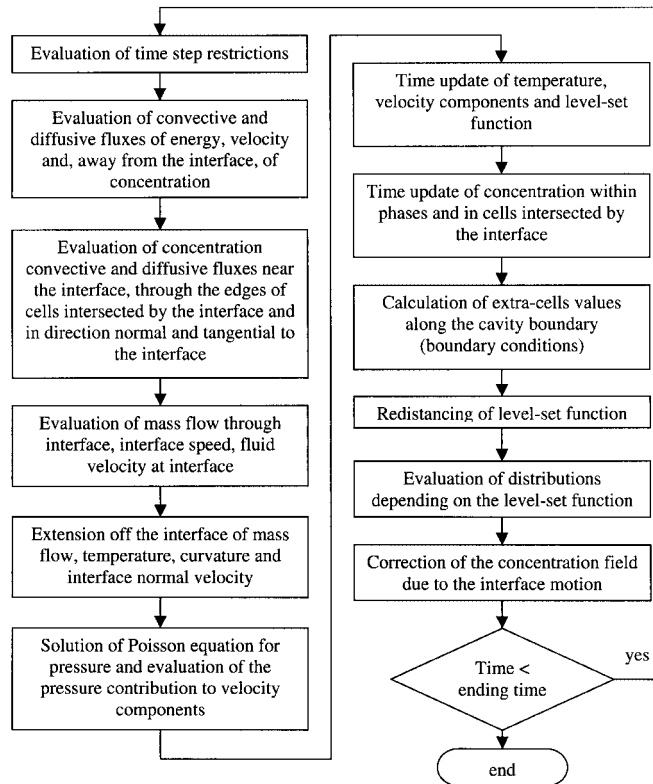 Evaluation of time step restrictions
Evaluation of convective and
diffusive fluxes of energy, velocity
and, away from the interface, of
concentration
Evaluation of concentration
convective and diffusive fluxes near
the interface, through the edges of
cells intersected by the interface and
in direction normal and tangential to
the interface
Evaluation of mass flow through
interface, interface speed, fluid
velocity at interface
Extension off the interface of mass
flow, temperature, curvature and
interface normal velocity
Solution of Poisson equation for
pressure and evaluation of the
pressure contribution to velocity
components
Time update of temperature,
velocity components and level-set
function
Time update of concentration within
phases and in cells intersected by
the interface
Calculation of extra-cells values
along the cavity boundary
(boundary conditions)
Redistancing of level-set function
Evaluation of distributions
depending on the level-set function
Correction of the concentration field
due to the interface motion
Time <
ending time
yes
end